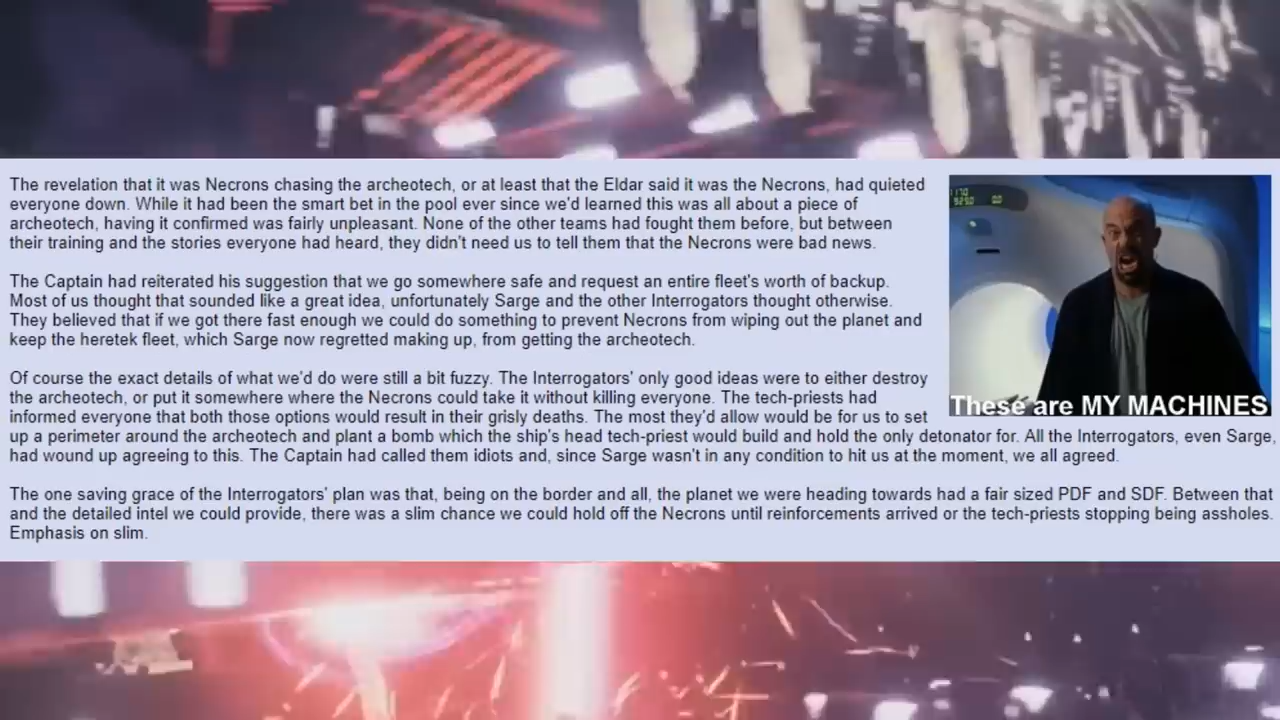 The revelation that it was Necrons chasing the archeotech, or at least that the Eldar said it was the Necrons, had quieted
everyone down. While it had been the smart bet in the pool ever since we'd learned this was all about a piece of
archeotech, having it confirmed was fairly unpleasant. None of the other teams had fought them before, but between
their training and the stories everyone had heard, they didn't need us to tell them that the Necrons were bad news.
The Captain had reiterated his suggestion that we go somewhere safe and request an entire fleet's worth of backup.
Most of us thought that sounded like a great idea, unfortunately Sarge and the other Interrogators thought otherwise.
They believed that if we got there fast enough we could do something to prevent Necrons from wiping out the planet and
keep the heretek fleet, which Sarge now regretted making up, from getting the archeotech.
Of course the exact details of what we'd do were still a bit fuzzy. The Interrogators' only good ideas were to either destroy
the archeotech, or put it somewhere where the Necrons could take it without killing everyone. The tech-priests had
informed everyone that both those options would result in their grisly deaths. The most they'd allow would be for us to set
up a perimeter around the archeotech and plant a bomb which the ship's head tech-priest would build and hold the only detonator for. All the Interrogators, even Sarge,
had wound up agreeing to this. The Captain had called them idiots and, since Sarge wasn't in any condition to hit us at the moment, we all agreed.
The one saving grace of the Interrogators' plan was that, being on the border and all, the planet we were heading towards had a fair sized PDF and SDF. Between that
and the detailed intel we could provide, there was a slim chance we could hold off the Necrons until reinforcements arrived or the tech-priests stopping being assholes.
Emphasis on slim.
These are MY MACHINES